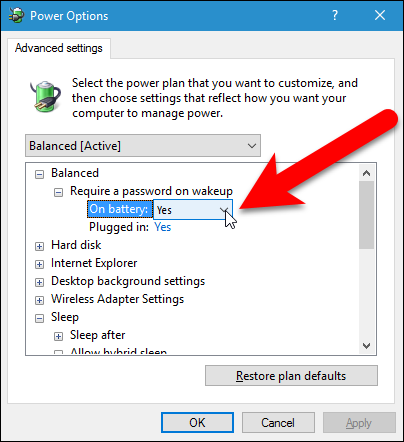 Power Options
Advanced settings
Select the power plan that you want to customize, and
then choose settings that reflect how you want your
computer to manage power.
Balanced [Active]
Balanced
Require a password on wakeup
On battery: Yes
Plugged in: Yes
Hard disk
Internet Explorer
Desktop background settings
Wireless Adapter Settings
Sleep
Sleep after
Allow hybrid sleep
Restore plan defaults
OK Cancel Apply